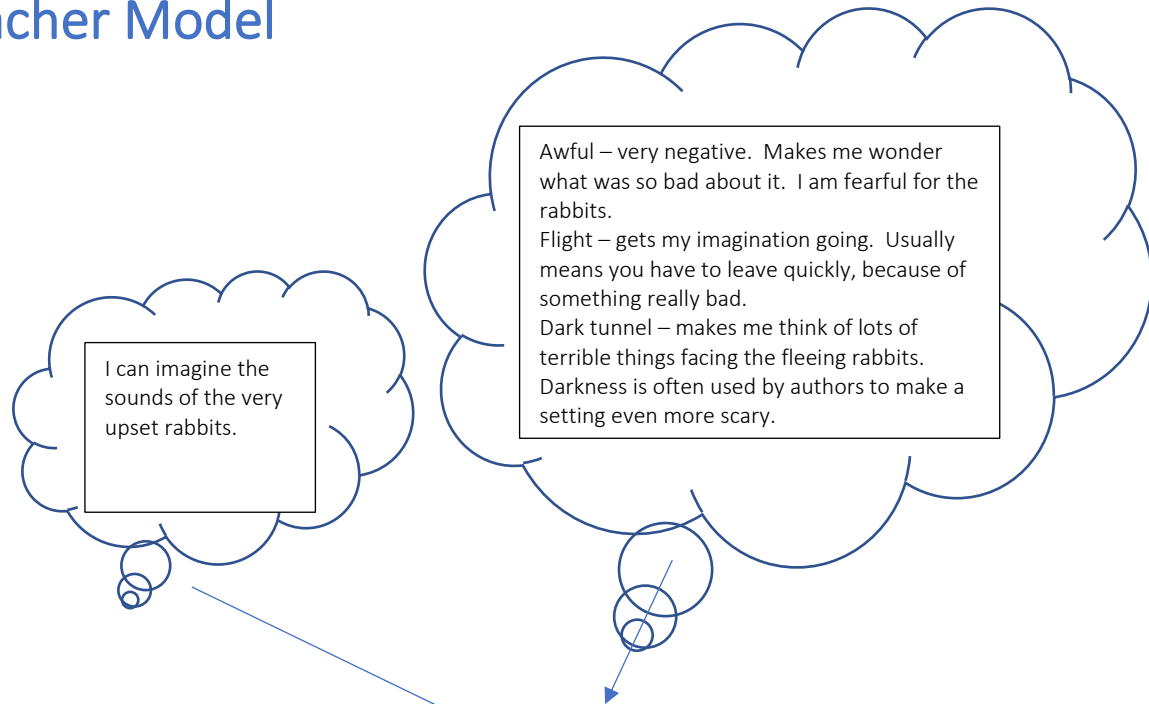 acher Model
Awful – very negative.  Makes me wonder
what was so bad about it.  I am fearful for the
rabbits.
Flight – gets my imagination going.  Usually
means you have to leave quickly, because of
something really bad.
Dark tunnel – makes me think of lots of
terrible things facing the fleeing rabbits.
Darkness is often used by authors to make a
setting even more scary.
I can imagine the
sounds of the very
upset rabbits.